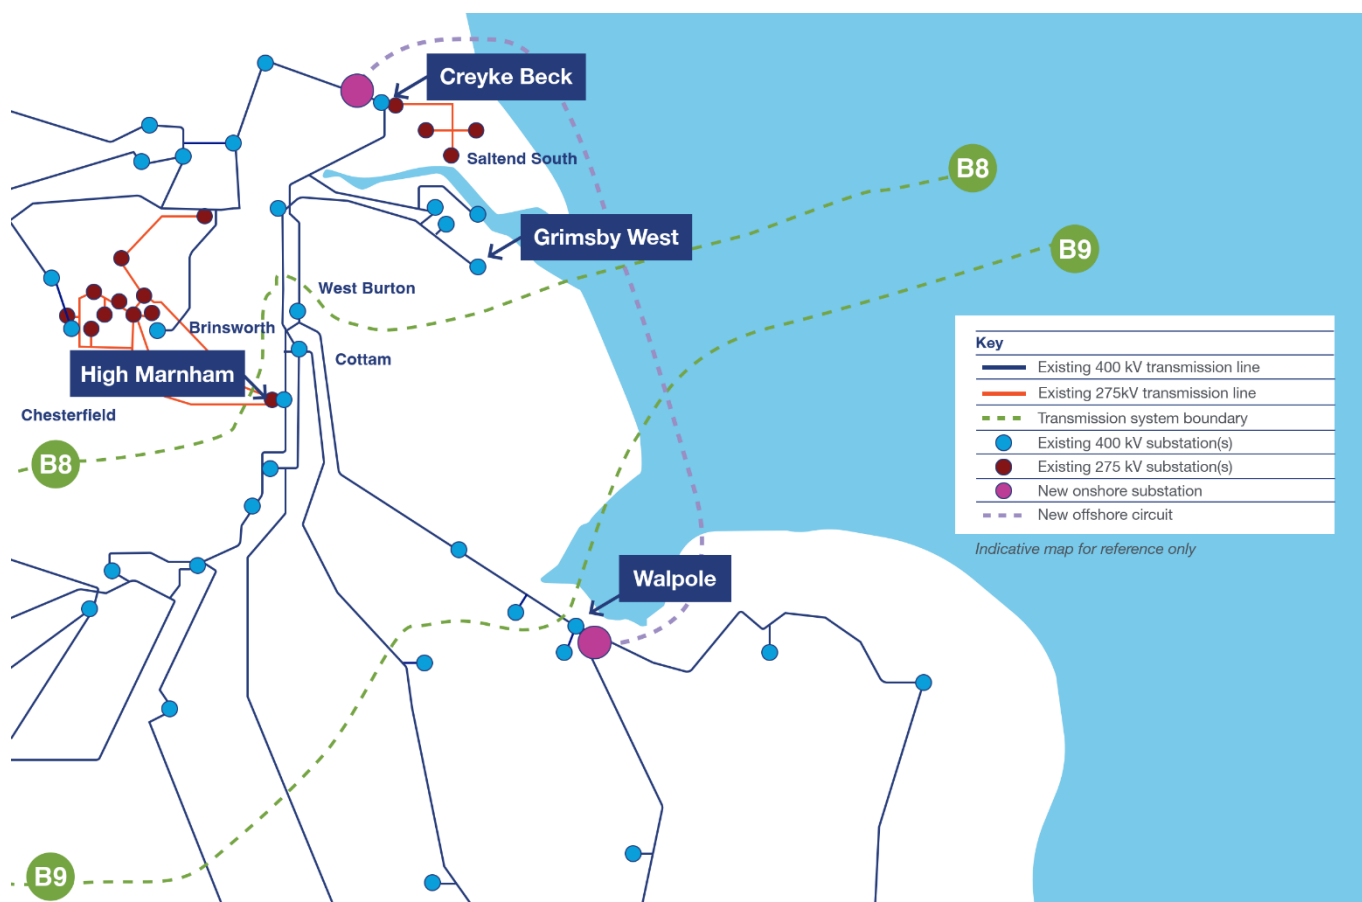 Creyke Beck
Saltend South
B8
Grimsby West
B9
West Burton
Brinsworth
Cottam
High Marnham
Chesterfield
B8
Key
Existing 400 kV transmission line
Existing 275kV transmission line
Transmission system boundary
Existing 400 kV substation(s)
Existing 275 kV substation(s)
New onshore substation
New offshore circuit
Indicative map for reference only
Walpole
B9